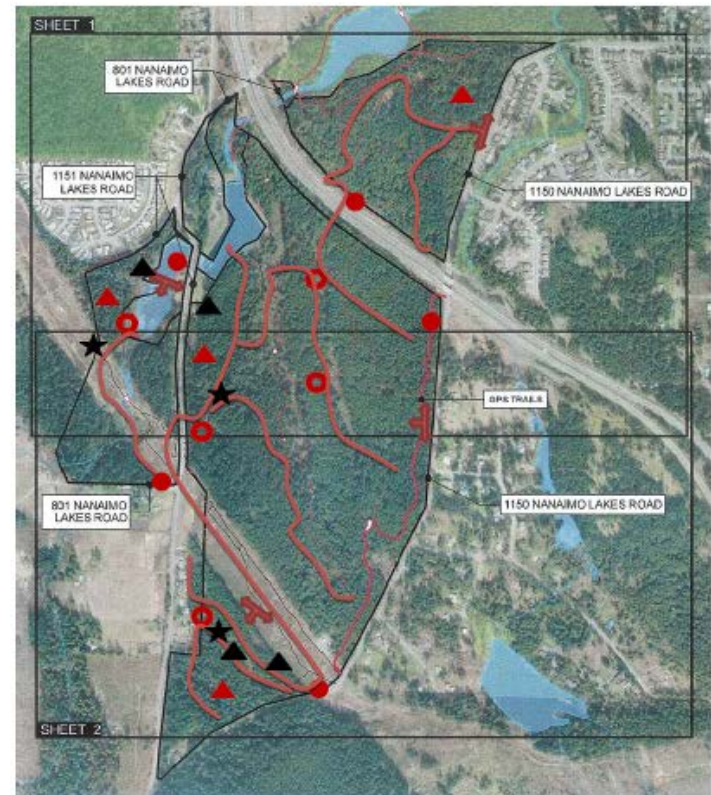 SHEET 1
801 NANAIMO
LAKES ROAD
1151 NANAIMO
LAKES ROAD
1150 NANAIMO LAKES ROAD
GPS TRAILS
801 NANAIMO
LAKES ROAD
1150 NANAIMO LAKES ROAD
SHEET 2